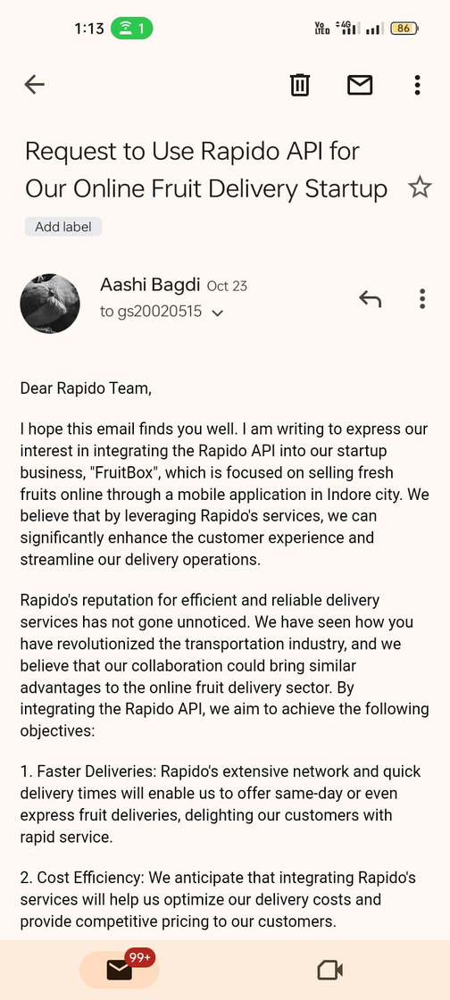 1:13 1 Vo LTED 4G 86
Request to Use Rapido API for
Our Online Fruit Delivery Startup
Add label
Aashi Bagdi Oct 23
to gs20020515
Dear Rapido Team,
I hope this email finds you well. I am writing to express our
interest in integrating the Rapido API into our startup
business, "FruitBox", which is focused on selling fresh
fruits online through a mobile application in Indore city. We
believe that by leveraging Rapido's services, we can
significantly enhance the customer experience and
streamline our delivery operations.
Rapido's reputation for efficient and reliable delivery
services has not gone unnoticed. We have seen how you
have revolutionized the transportation industry, and we
believe that our collaboration could bring similar
advantages to the online fruit delivery sector. By
integrating the Rapido API, we aim to achieve the following
objectives:
1. Faster Deliveries: Rapido's extensive network and quick
delivery times will enable us to offer same-day or even
express fruit deliveries, delighting our customers with
rapid service.
2. Cost Efficiency: We anticipate that integrating Rapido's
services will help us optimize our delivery costs and
provide competitive pricing to our customers.
99+